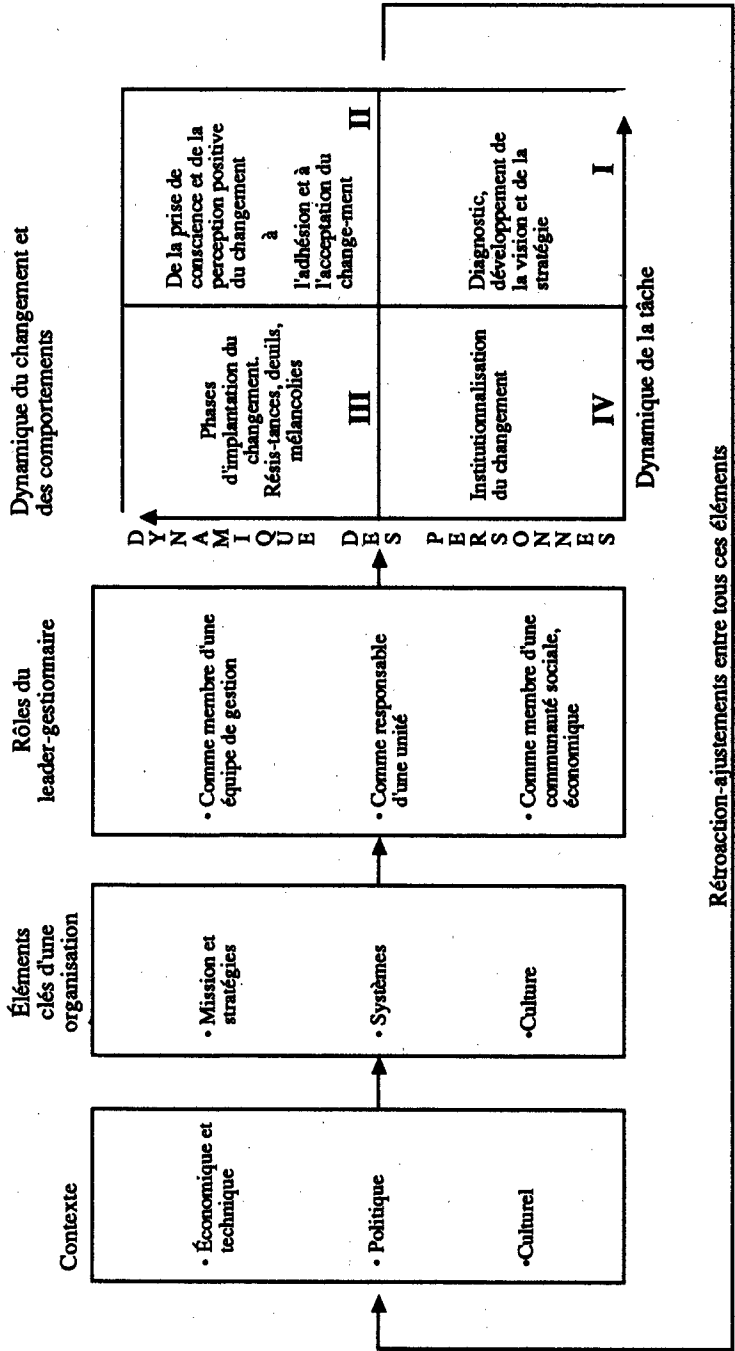 Contexte
• Économique et
technique
• Politique
•Culturel
Éléments
clés d'une
organisation
• Mission et
stratégies
• Systèmes
•Culture
Rôles du
leader-gestionnaire
• Comme membre d'une
équipe de gestion
• Comme responsable
d'une unité
• Comme membre d'une
communauté sociale,
économique
Dynamique du changement et
des comportements
DYNAMIQUE DES PERSONNES
Phases
d'implantation du
changement.
Résis-tances, deuils,
mélancolies
III
De la prise de
conscience et de la
perception positive
du changement
à
l'adhésion et à
l'acceptation du
change-ment
II
Institutionnalisation
du changement
IV
Diagnostic,
développement de
la vision et de la
stratégie
I
Dynamique de la tâche
Rétroaction-ajustements entre tous ces éléments